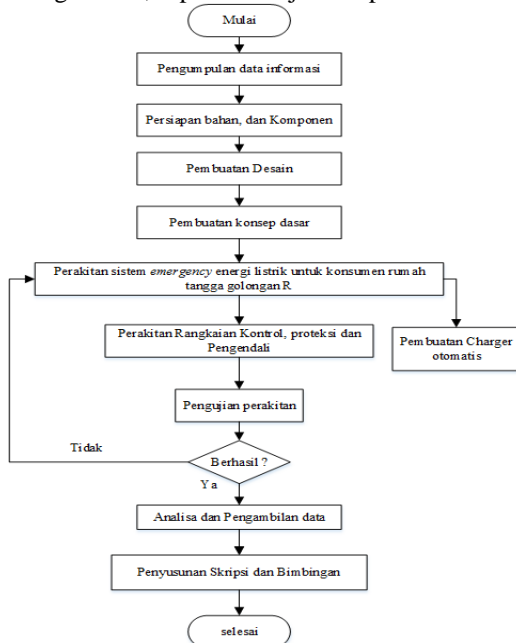 Mulai
Pengumpulan data informasi
Persiapan bahan, dan Komponen
Pembuatan Desain
Pembuatan konsep dasar
Perakitan sistem emergency energi listrik untuk konsumen rumah
tangga golongan R
Perakitan Rangkaian Kontrol, proteksi dan
Pengendali
Pembuatan Charger
otomatis
Pengujian perakitan
Tidak
Berhasil ?
Ya
Analisa dan Pengambilan data
Penyusunan Skripsi dan Bimbingan
selesai